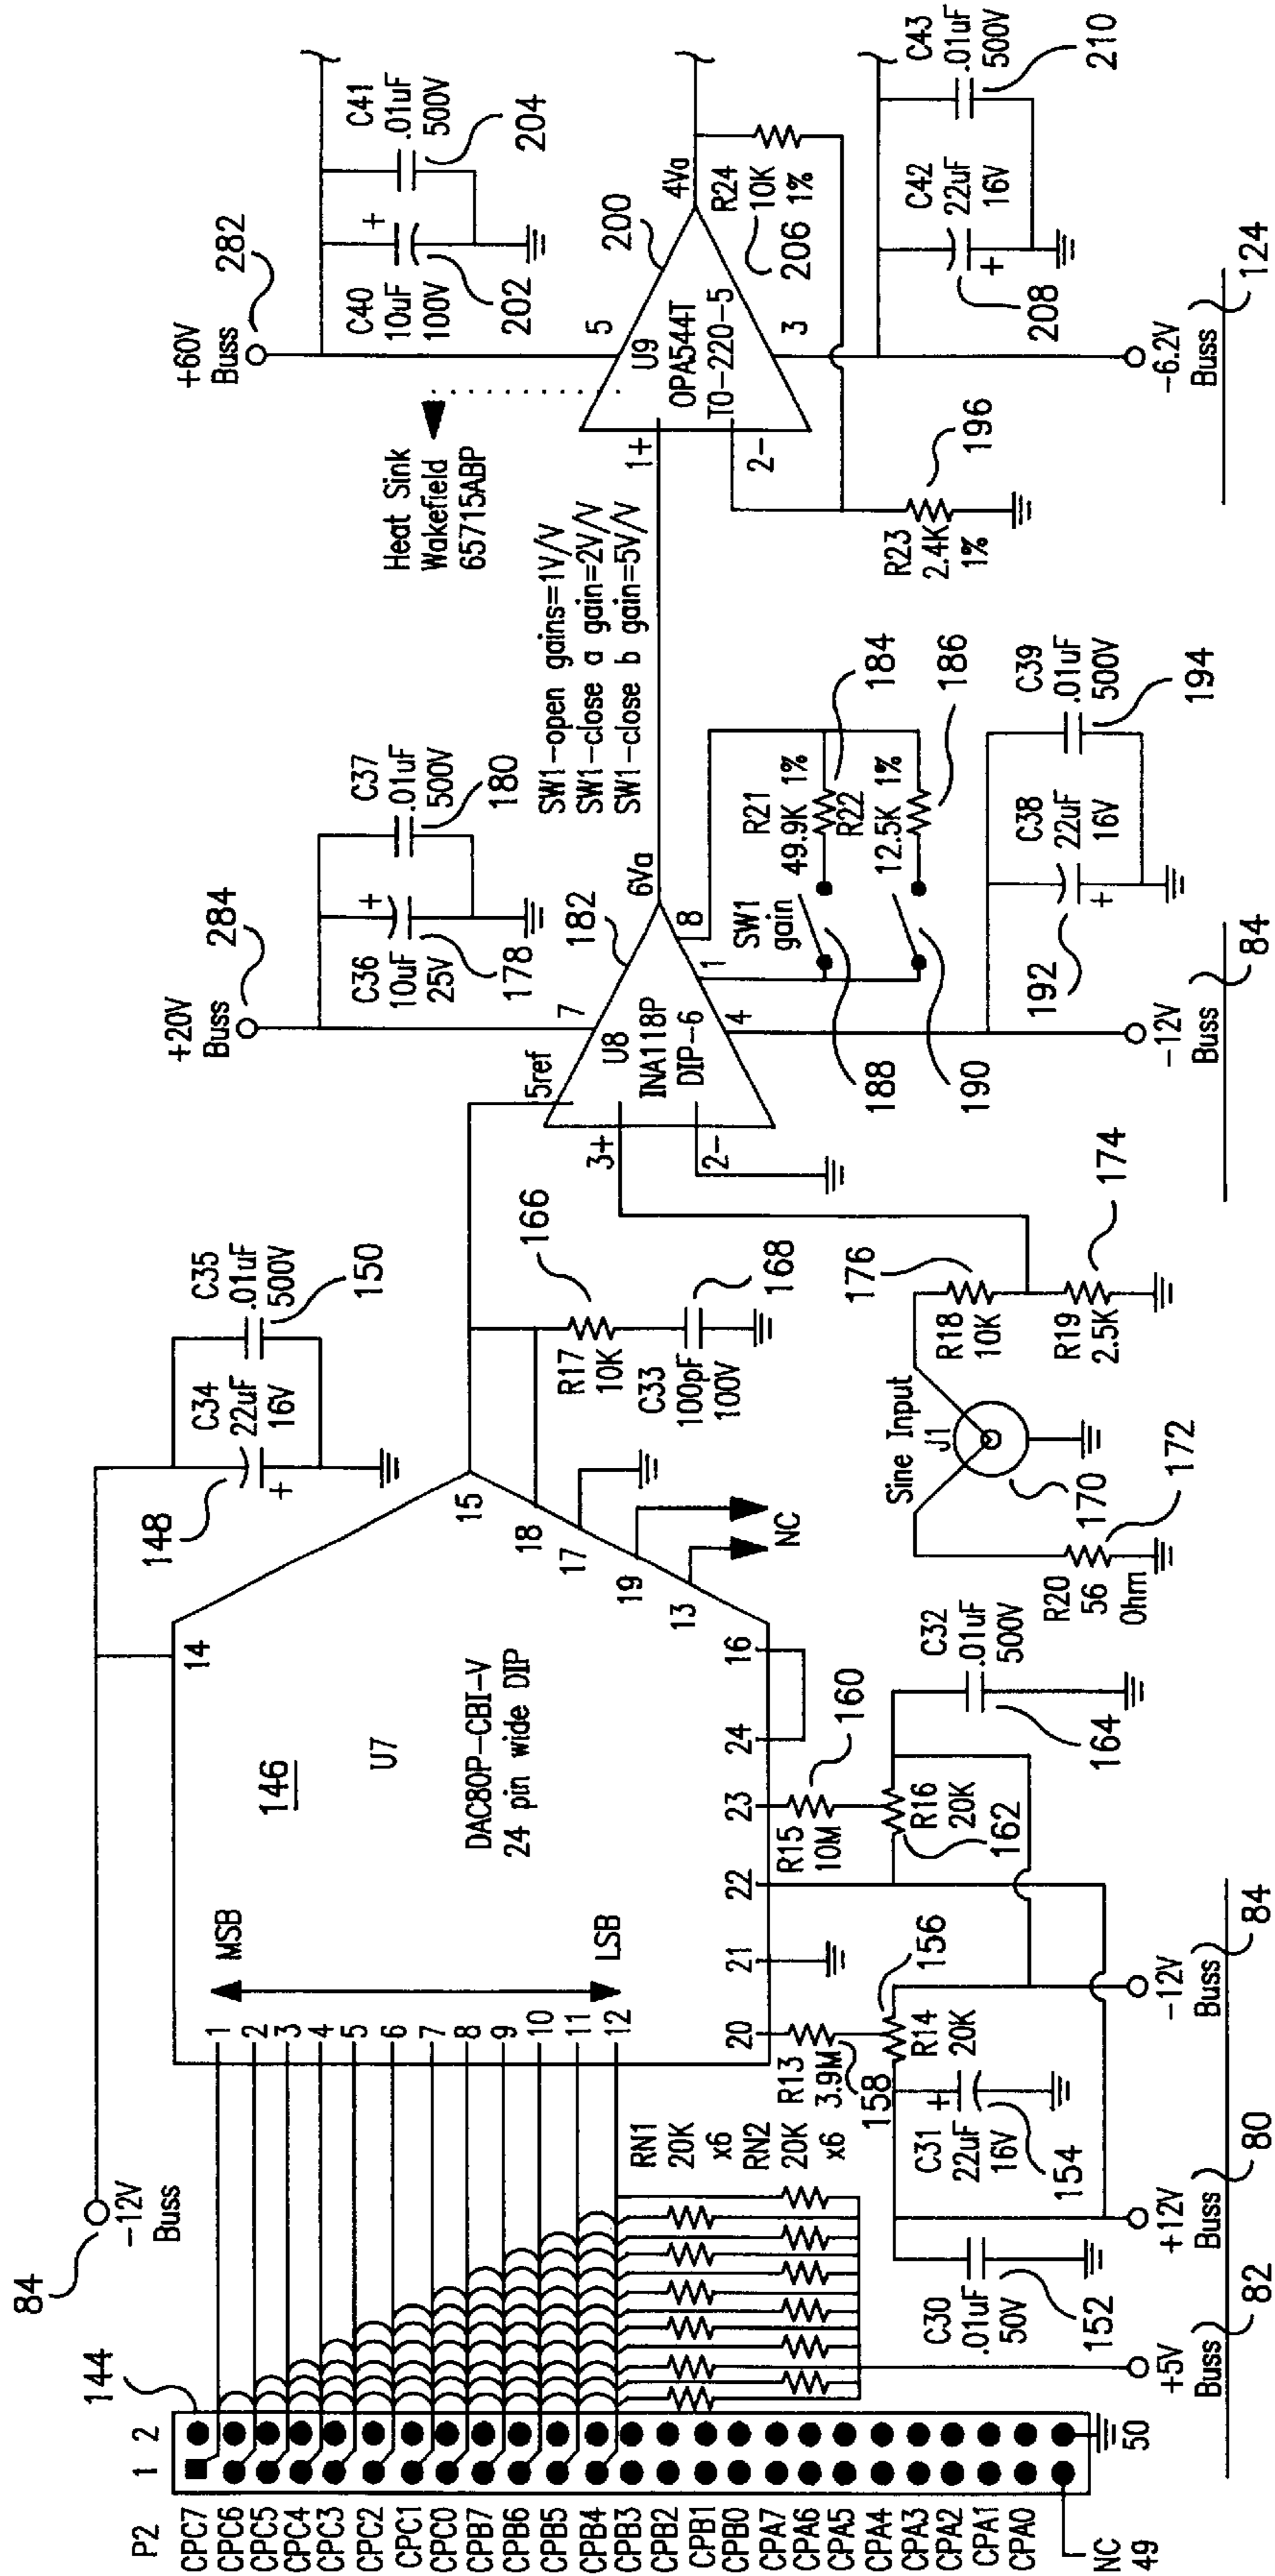 84
-12V
Buss
144
P2
1
2
CPC7
CPC6
CPC5
CPC4
CPC3
CPC2
CPC1
CPC0
CPB7
CPB6
CPB5
CPB4
CPB3
CPB2
CPB1
CPB0
CPA7
CPA6
CPA5
CPA4
CPA3
CPA2
CPA1
CPA0
NC
49
50
1
2
3
4
5
6
7
8
9
10
11
12
MSB
LSB
146
U7
DAC80P-CBI-V
24 pin wide DIP
14
15
18
17
19
13
NC
20
21
22
23
24
16
RN1
20K
x6
RN2
20K
x6
R13
3.9M
158
156
R14
20K
C31
22uF
16V
154
C30
.01uF
50V
152
+5V
Buss
82
+12V
Buss
80
-12V
Buss
84
R15
10M
160
R16
20K
162
C32
.01uF
500V
164
148
C34
22uF
16V
C35
.01uF
500V
150
R17
10K
166
C33
100pF
100V
168
Sine Input
J1
170
R20
56
Ohm
172
R18
10K
176
R19
2.5K
174
+20V
Buss
284
C36
10uF
25V
178
C37
.01uF
500V
180
182
5ref
7
U8
INA118P
DIP-6
3+
2-
4
1
8
6Va
SW1
gain
188
190
R21
49.9K 1%
184
R22
12.5K 1%
186
C38
22uF
16V
192
C39
.01uF
500V
194
-12V
Buss
84
SW1-open gains=1V/V
SW1-close a gain=2V/V
SW1-close b gain=5V/V
Heat Sink
Wakefield
65715ABP
+60V
Buss
282
C40
10uF
100V
202
C41
.01uF
500V
204
200
5
U9
OPA544T
TO-220-5
1+
2-
3
4Va
R24
10K
1%
206
R23
2.4K
1%
196
C42
22uF
16V
208
C43
.01uF
500V
210
-6.2V
Buss
124